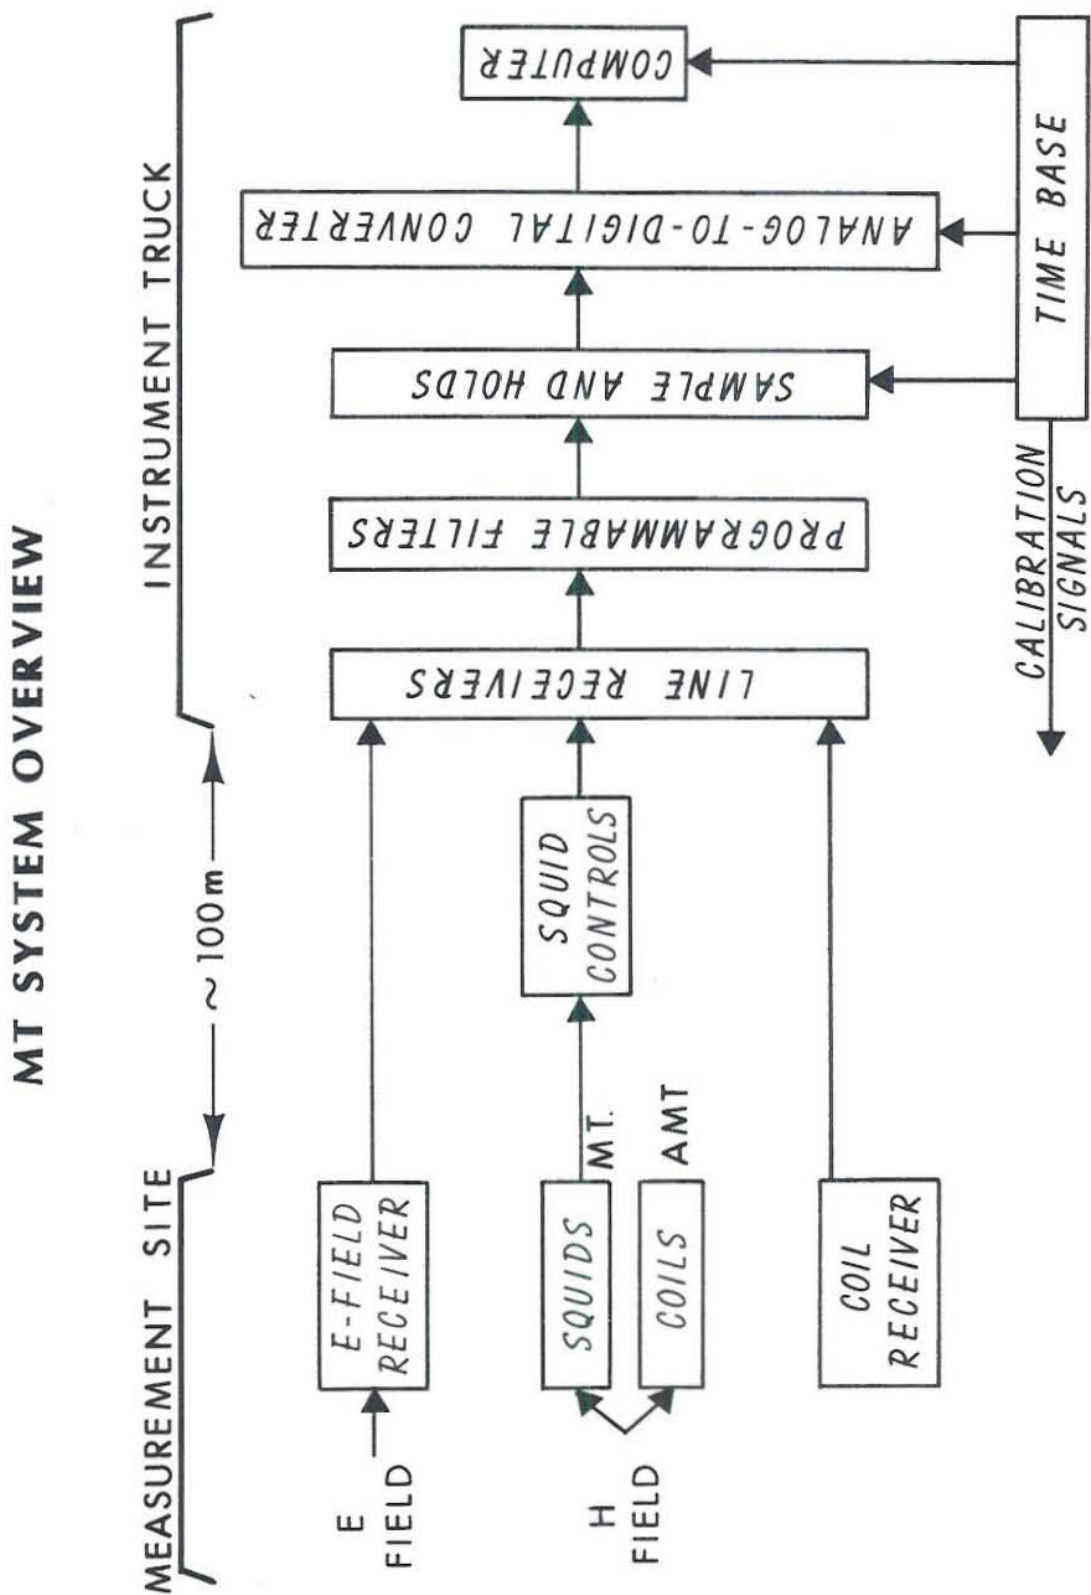 MT SYSTEM OVERVIEW
MEASUREMENT SITE
~100m
INSTRUMENT TRUCK
E
FIELD
E-FIELD
RECEIVER
H
FIELD
SQUIDS
MT.
COILS
AMT
SQUID
CONTROLS
COIL
RECEIVER
LINE RECEIVERS
PROGRAMMABLE FILTERS
SAMPLE AND HOLDS
ANALOG-TO-DIGITAL CONVERTER
COMPUTER
TIME BASE
CALIBRATION
SIGNALS